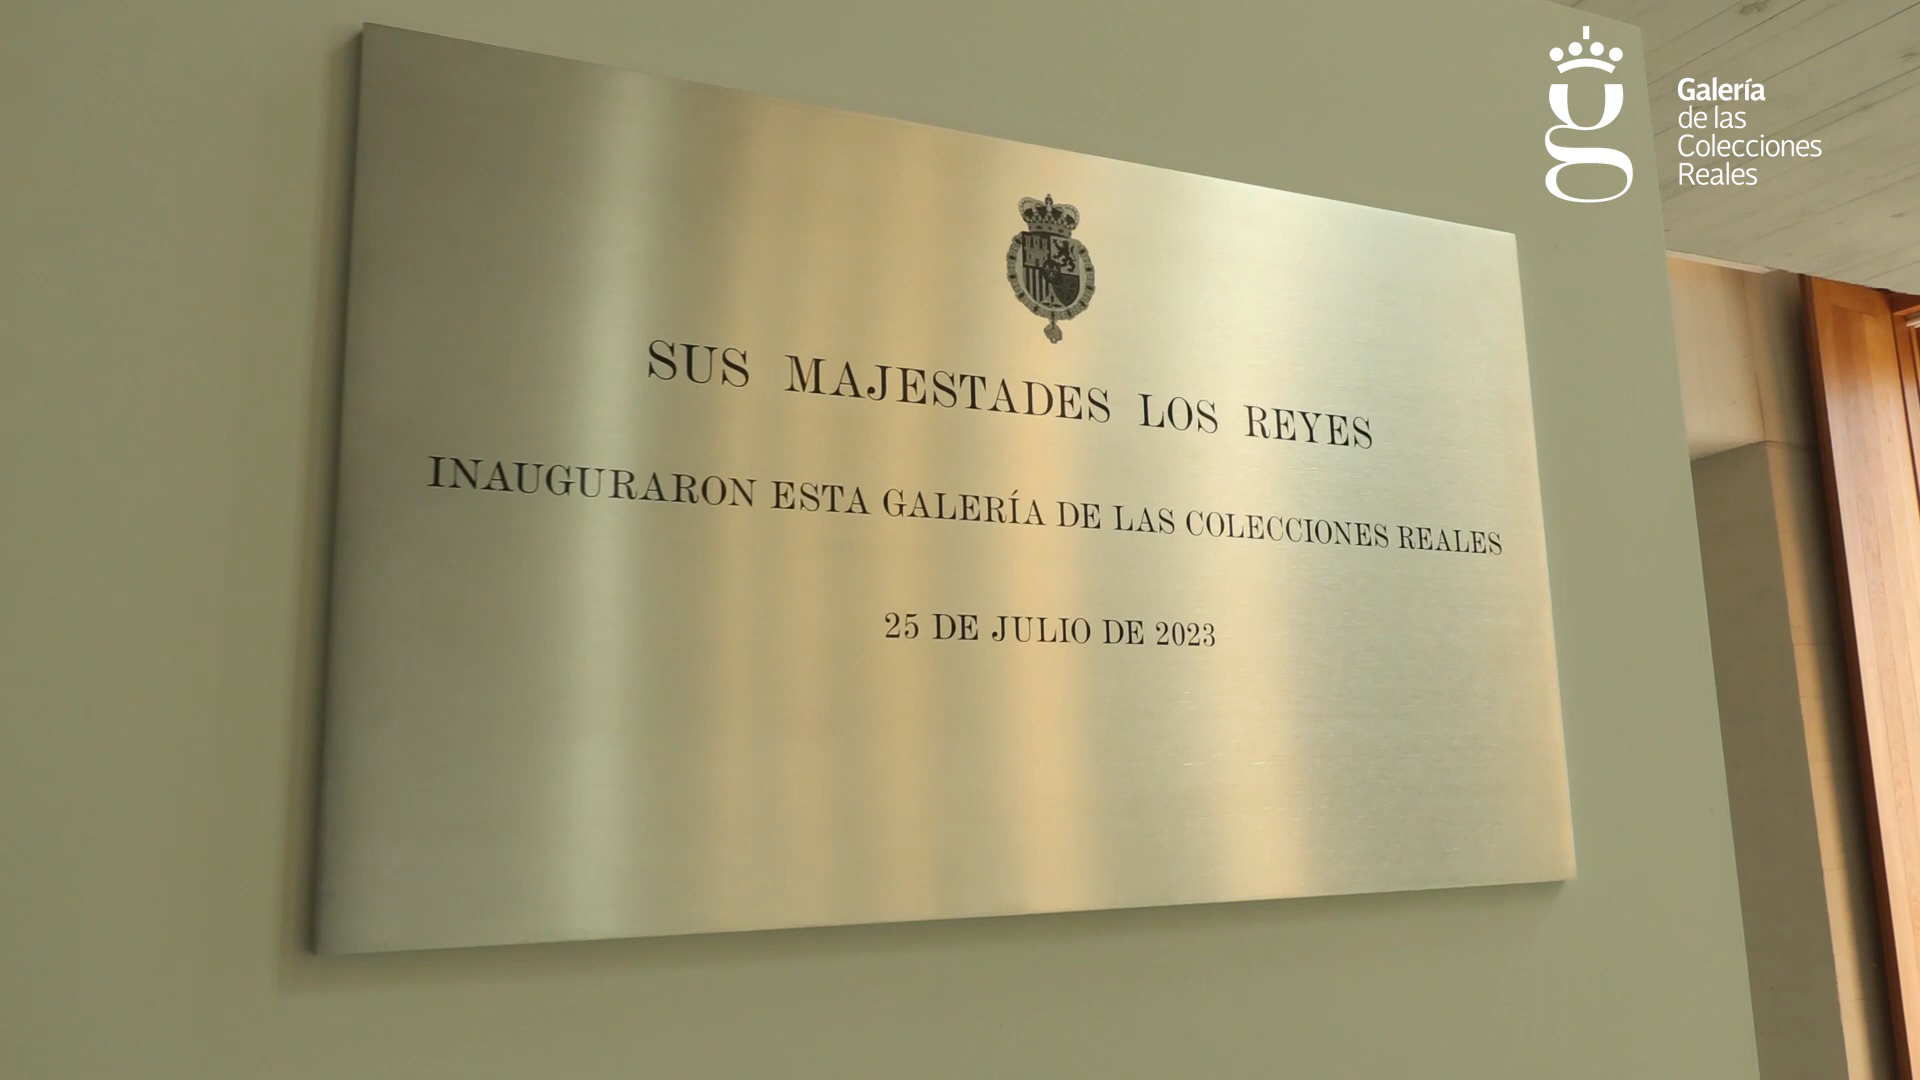 SUS MAJESTADES LOS REYES
INAUGURARON ESTA GALERÍA DE LAS COLECCIONES REALES
25 DE JULIO DE 2023
g
Galería
de las
Colecciones
Reales